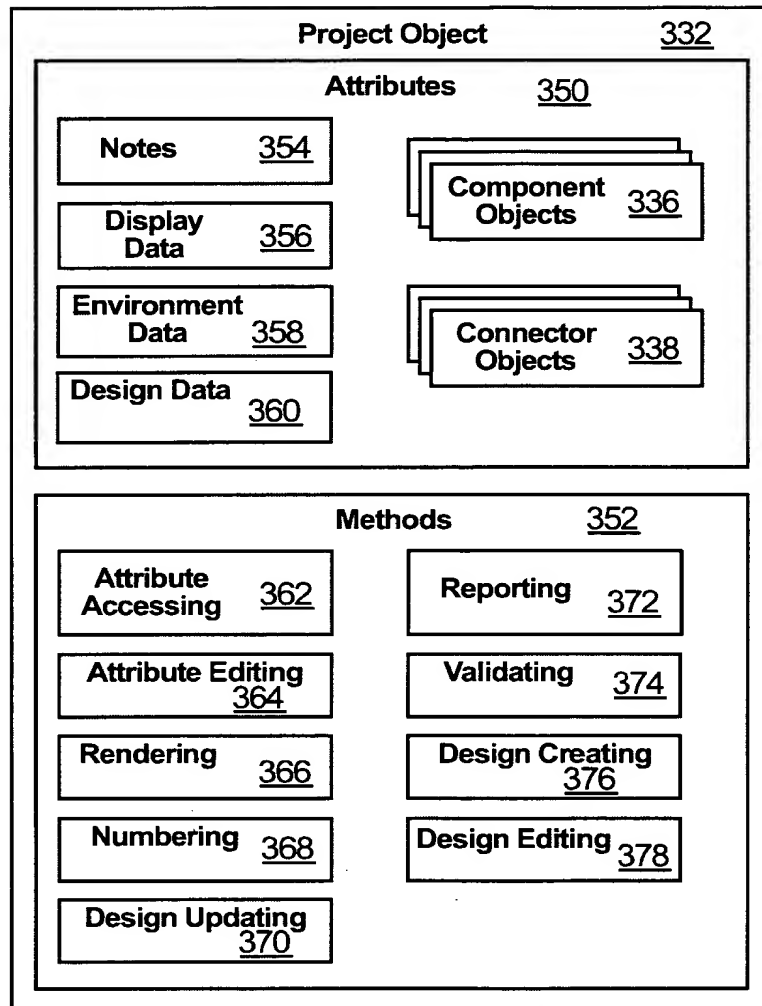 Project Object 332
Attributes 350
Notes 354
Display
Data 356
Environment
Data 358
Design Data
360
Component
Objects 336
Connector
Objects 338
Methods 352
Attribute
Accessing 362
Attribute Editing
364
Rendering
366
Numbering
368
Design Updating
370
Reporting
372
Validating
374
Design Creating
376
Design Editing
378